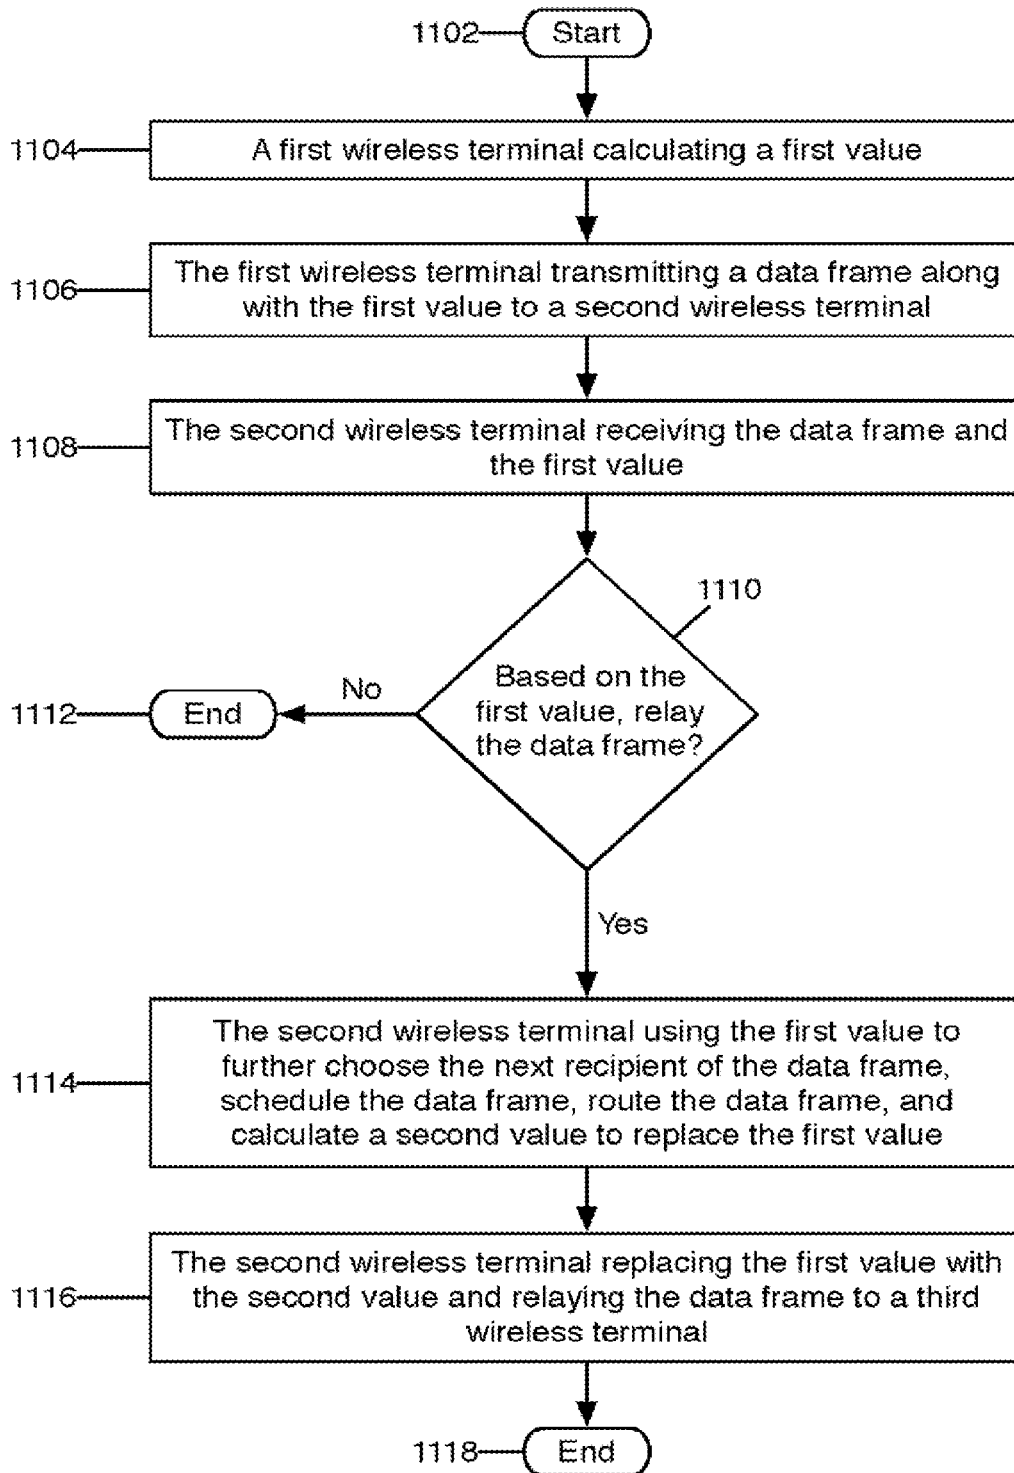 1102
Start
1104
A first wireless terminal calculating a first value
1106
The first wireless terminal transmitting a data frame along
with the first value to a second wireless terminal
1108
The second wireless terminal receiving the data frame and
the first value
1110
Based on the
first value, relay
the data frame?
No
1112
End
Yes
1114
The second wireless terminal using the first value to
further choose the next recipient of the data frame,
schedule the data frame, route the data frame, and
calculate a second value to replace the first value
1116
The second wireless terminal replacing the first value with
the second value and relaying the data frame to a third
wireless terminal
1118
End